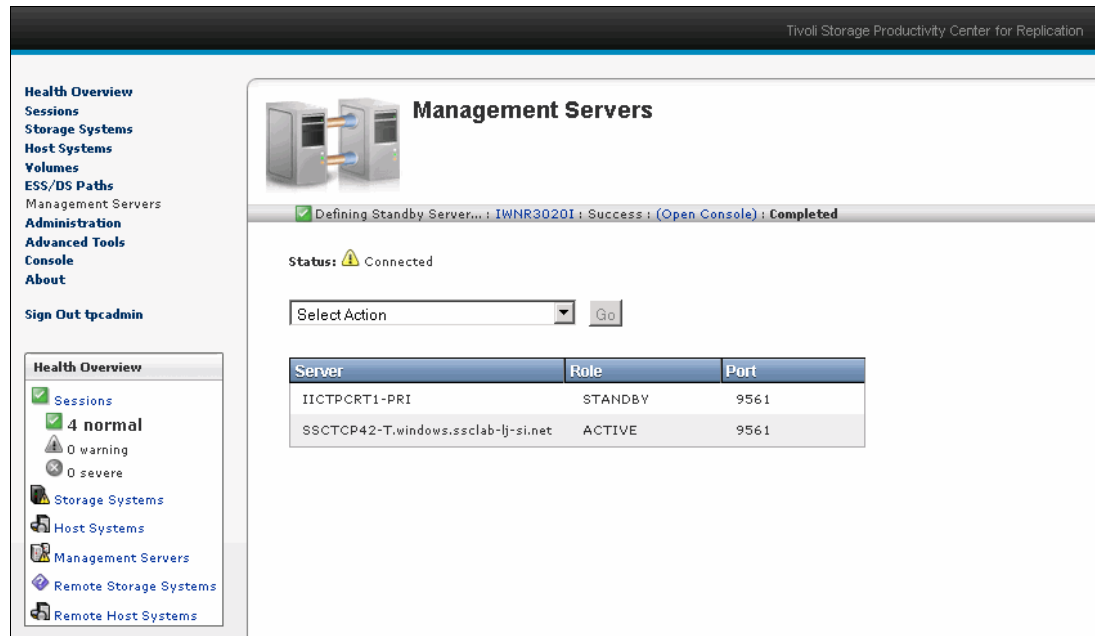 Tivoli Storage Productivity Center for Replication
Health Overview
Sessions
Storage Systems
Host Systems
Volumes
ESS/DS Paths
Management Servers
Administration
Advanced Tools
Console
About
Sign Out tpcadmin
Health Overview
Sessions
4 normal
0 warning
0 severe
Storage Systems
Host Systems
Management Servers
Remote Storage Systems
Remote Host Systems
Management Servers
Defining Standby Server... : IWNR3020I : Success : (Open Console) : Completed
Status: Connected
Select Action Go
Server Role Port
IICTPCRT1-PRI STANDBY 9561
SSCTCP42-T.windows.ssclab-lj-si.net ACTIVE 9561